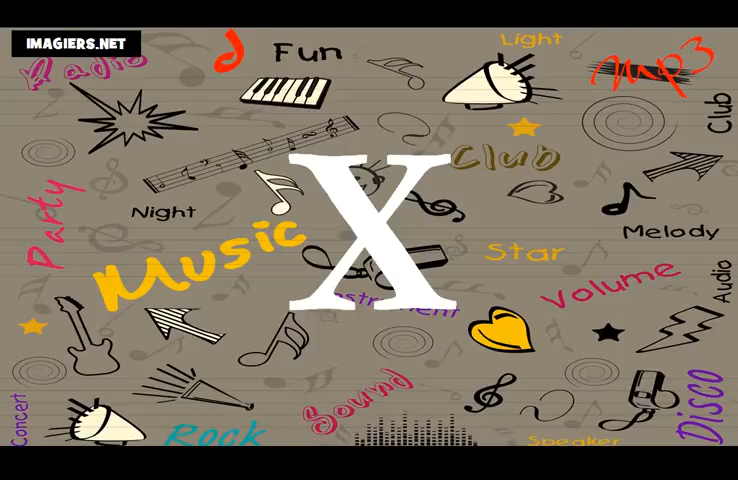 IMAGIERS.NET
Radio
Fun
Light
mp3
Club
Club
Party
Night
Music
X
Star
Melody
Volume
Audio
Instrument
Sound
Concert
Rock
Disco
Speaker